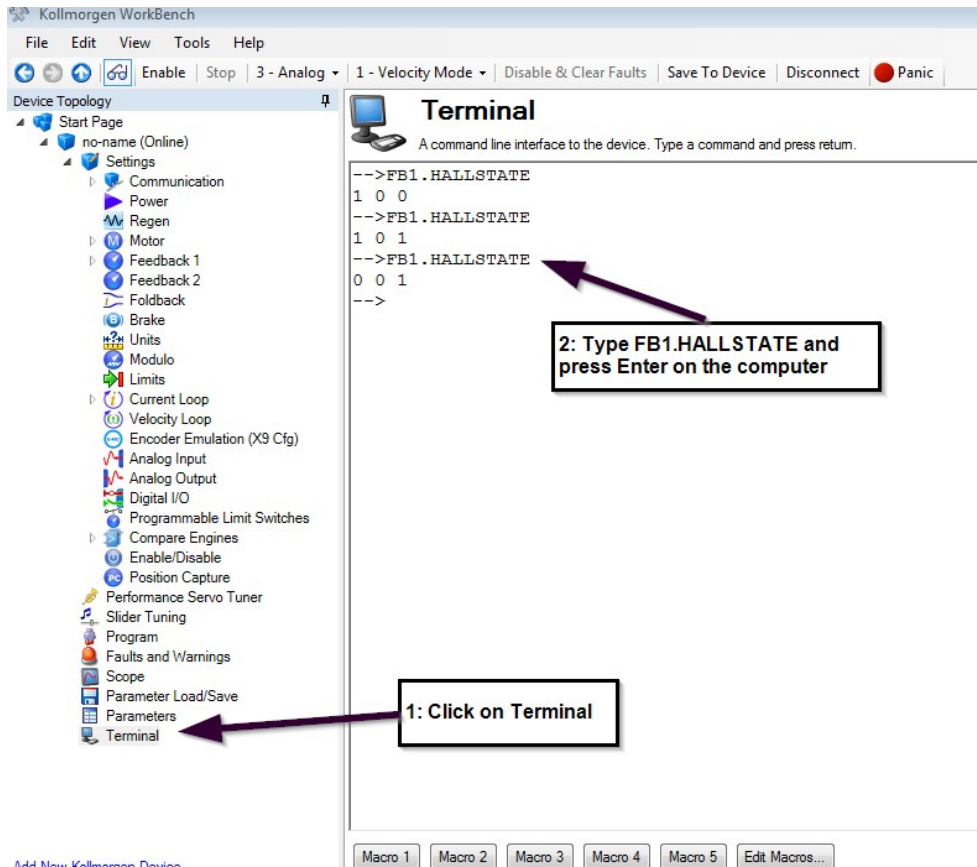 Kollmorgen WorkBench
File Edit View Tools Help
Enable Stop 3 - Analog 1 - Velocity Mode Disable & Clear Faults Save To Device Disconnect Panic
Device Topology
Start Page
no-name (Online)
Settings
Communication
Power
Regen
Motor
Feedback 1
Feedback 2
Foldback
Brake
Units
Modulo
Limits
Current Loop
Velocity Loop
Encoder Emulation (X9 Cfg)
Analog Input
Analog Output
Digital I/O
Programmable Limit Switches
Compare Engines
Enable/Disable
Position Capture
Performance Servo Tuner
Slider Tuning
Program
Faults and Warnings
Scope
Parameter Load/Save
Parameters
Terminal
Add New Kollmorgen Device
Terminal
A command line interface to the device. Type a command and press return.
-->FB1.HALLSTATE
1 0 0
-->FB1.HALLSTATE
1 0 1
-->FB1.HALLSTATE
0 0 1
-->
2: Type FB1.HALLSTATE and
press Enter on the computer
1: Click on Terminal
Macro 1 Macro 2 Macro 3 Macro 4 Macro 5 Edit Macros...